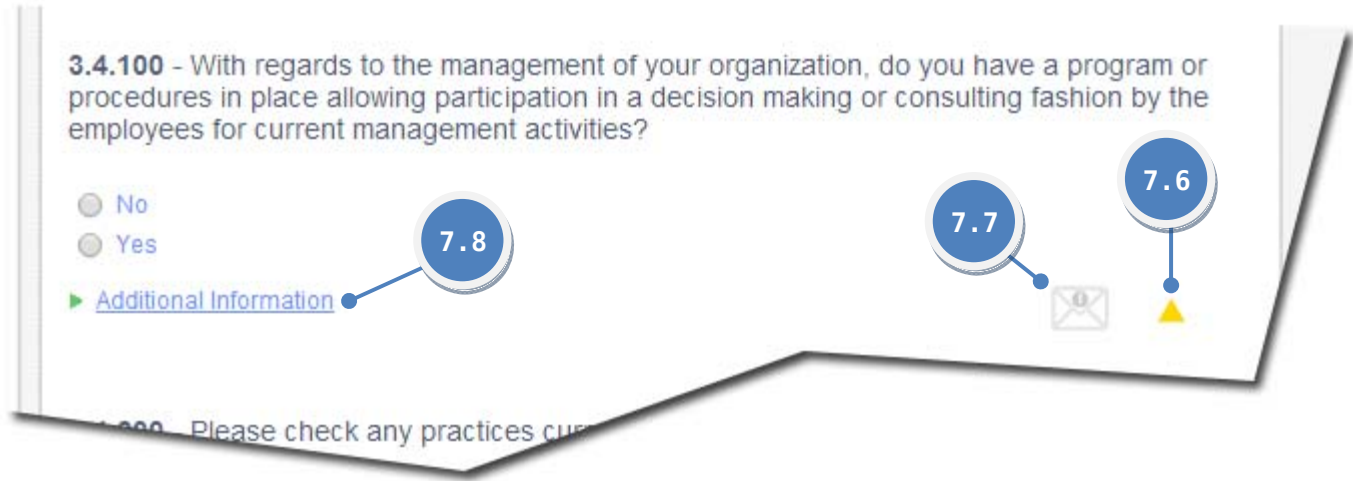 3.4.100 - With regards to the management of your organization, do you have a program or
procedures in place allowing participation in a decision making or consulting fashion by the
employees for current management activities?
7.6
No
7.7
Yes
7.8
Additional Information
- Please check any practices